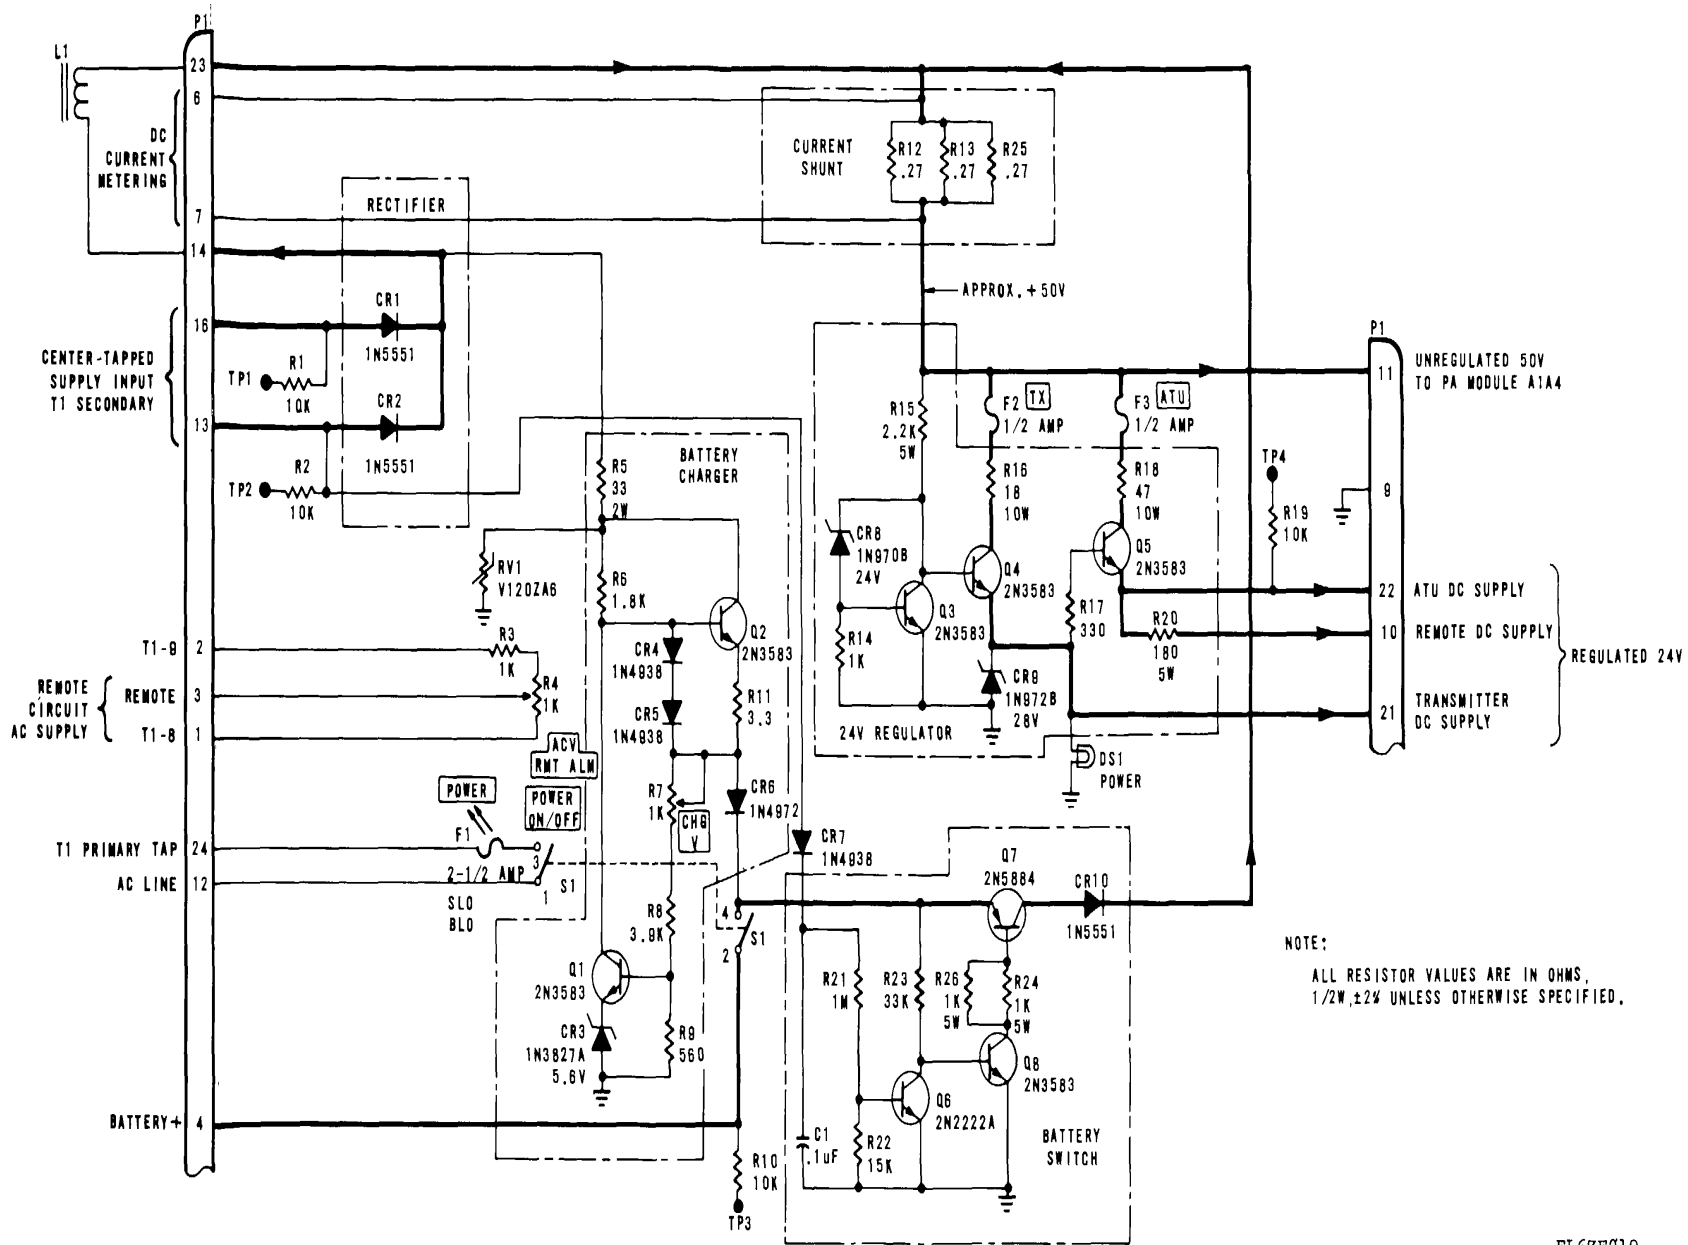 P1
L1
23
6
DC
CURRENT
METERING
7
14
RECTIFIER
CURRENT
SHUNT
R12
.27
R13
.27
R25
.27
APPROX.+50V
CENTER-TAPPED
SUPPLY INPUT
T1 SECONDARY
16
CR1
1N5551
TP1
R1
10K
13
CR2
1N5551
TP2
R2
10K
BATTERY
CHARGER
R5
33
2W
RV1
V120ZA6
R6
1.8K
Q2
2N3583
CR4
1N4938
CR5
1N4938
R11
3.3
T1-9
2
R3
1K
REMOTE
CIRCUIT
AC SUPPLY
REMOTE
3
R4
1K
T1-8
1
ACV
RMT ALM
POWER
POWER
ON/OFF
R7
1K
CHG
V
CR6
1N4972
CR7
1N4938
T1 PRIMARY TAP
24
F1
2-1/2 AMP
SLO
BLO
3
S1
1
AC LINE
12
R8
3.9K
4
S1
2
Q1
2N3583
CR3
1N3827A
5.6V
R9
560
BATTERY+
4
R10
10K
TP3
P1
11
UNREGULATED 50V
TO PA MODULE A1A4
F2
TX
1/2 AMP
F3
ATU
1/2 AMP
R15
2.2K
5W
R16
18
10W
R18
47
10W
TP4
9
R19
10K
CR8
1N970B
24V
Q4
2N3583
Q5
2N3583
Q3
2N3583
R14
1K
R17
330
22
ATU DC SUPPLY
R20
180
5W
10
REMOTE DC SUPPLY
REGULATED 24V
CR9
1N972B
28V
24V REGULATOR
21
TRANSMITTER
DC SUPPLY
DS1
POWER
Q7
2N5884
CR10
1N5551
R21
1M
R23
33K
R26
1K
5W
R24
1K
5W
Q8
2N3583
Q6
2N2222A
C1
.1uF
R22
15K
BATTERY
SWITCH
NOTE:
ALL RESISTOR VALUES ARE IN OHMS,
1/2W,±2% UNLESS OTHERWISE SPECIFIED.